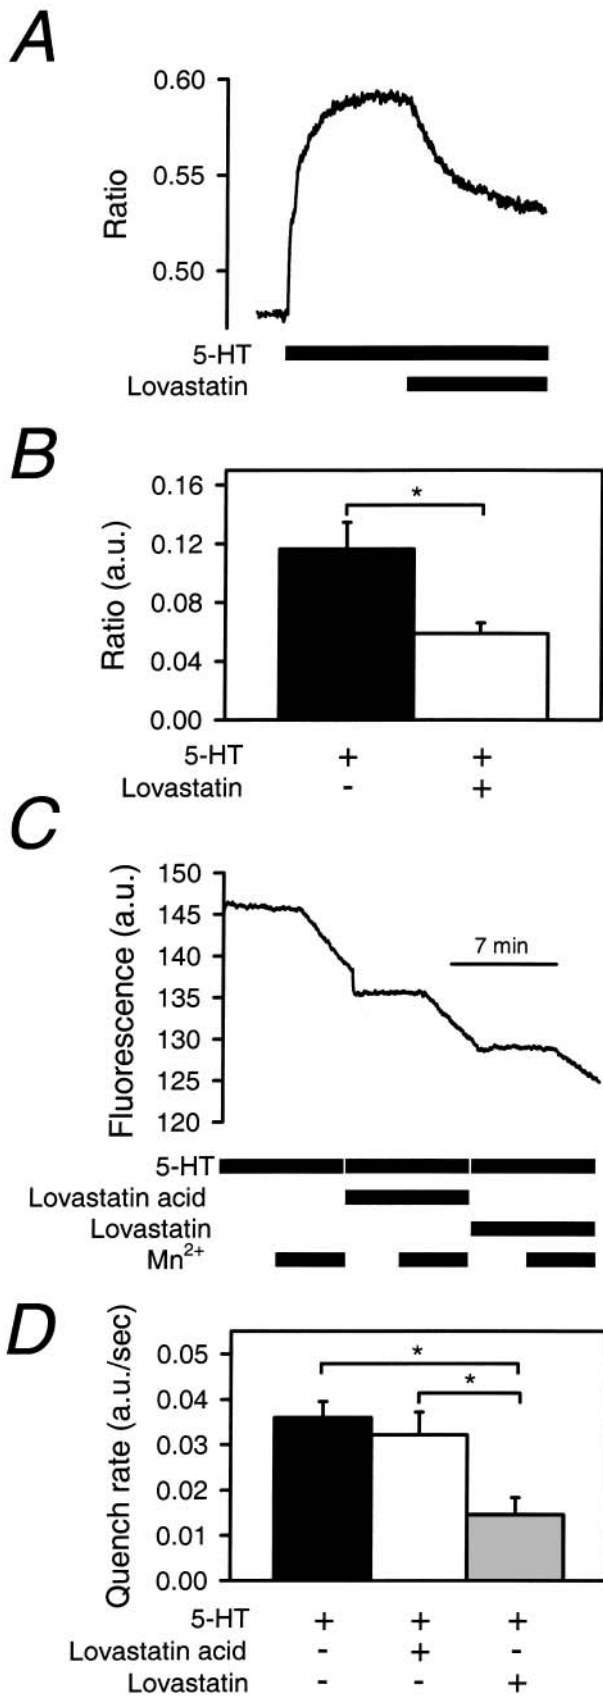 A
0.60
0.55
0.50
Ratio
5-HT
Lovastatin
B
0.16
0.12
0.08
0.04
0.00
Ratio (a.u.)
*
5-HT + +
Lovastatin - +
C
150
145
140
135
130
125
120
Fluorescence (a.u.)
7 min
5-HT
Lovastatin acid
Lovastatin
Mn²⁺
D
0.05
0.04
0.03
0.02
0.01
0.00
Quench rate (a.u./sec)
*
*
5-HT + + +
Lovastatin acid - + -
Lovastatin - - +